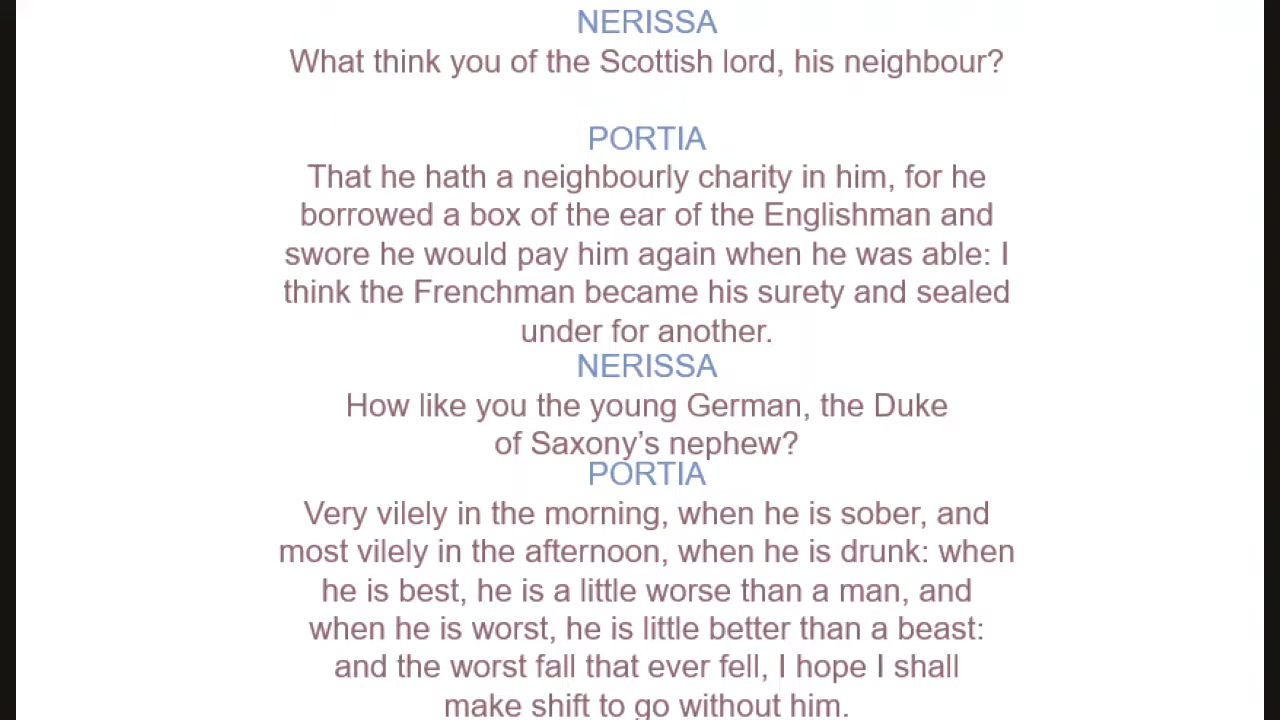 NERISSA
What think you of the Scottish lord, his neighbour?
PORTIA
That he hath a neighbourly charity in him, for he
borrowed a box of the ear of the Englishman and
swore he would pay him again when he was able: I
think the Frenchman became his surety and sealed
under for another.
NERISSA
How like you the young German, the Duke
of Saxony’s nephew?
PORTIA
Very vilely in the morning, when he is sober, and
most vilely in the afternoon, when he is drunk: when
he is best, he is a little worse than a man, and
when he is worst, he is little better than a beast:
and the worst fall that ever fell, I hope I shall
make shift to go without him.